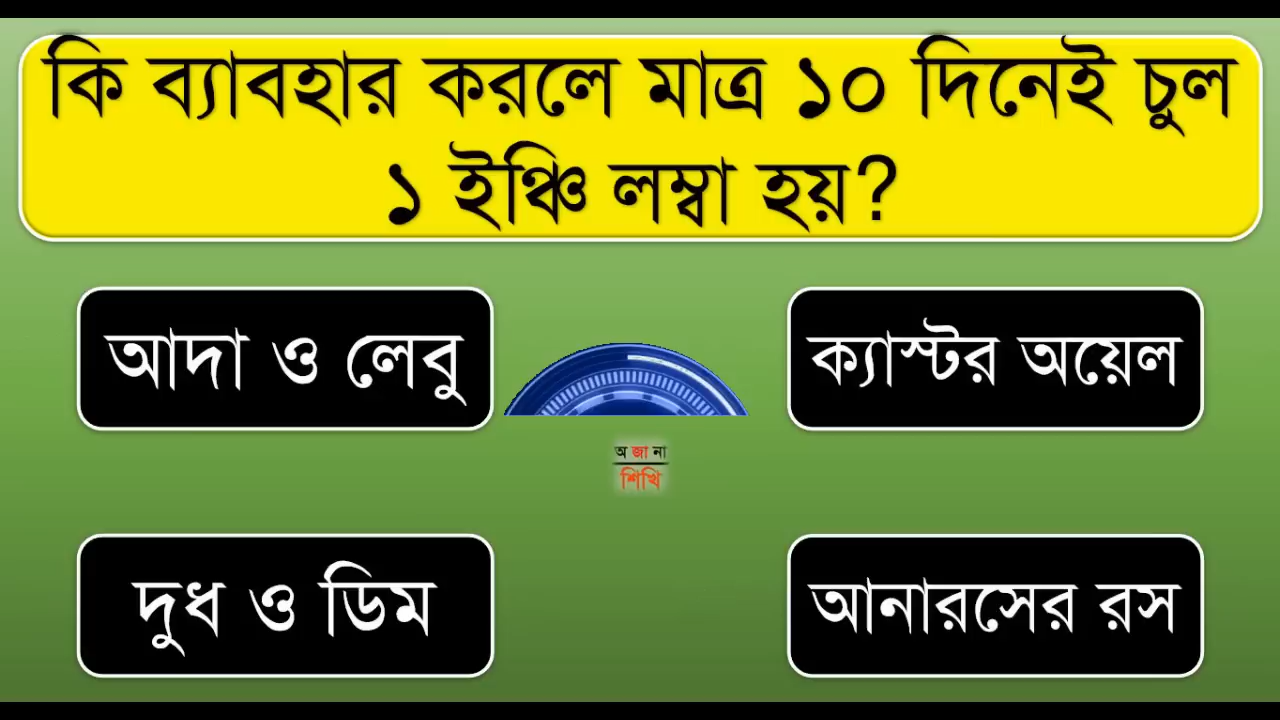 কি ব্যাবহার করলে মাত্র ১০ দিনেই চুল
১ ইঞ্চি লম্বা হয়?
আদা ও লেবু
ক্যাস্টর অয়েল
অ জা না
শিখি
দুধ ও ডিম
আনারসের রস